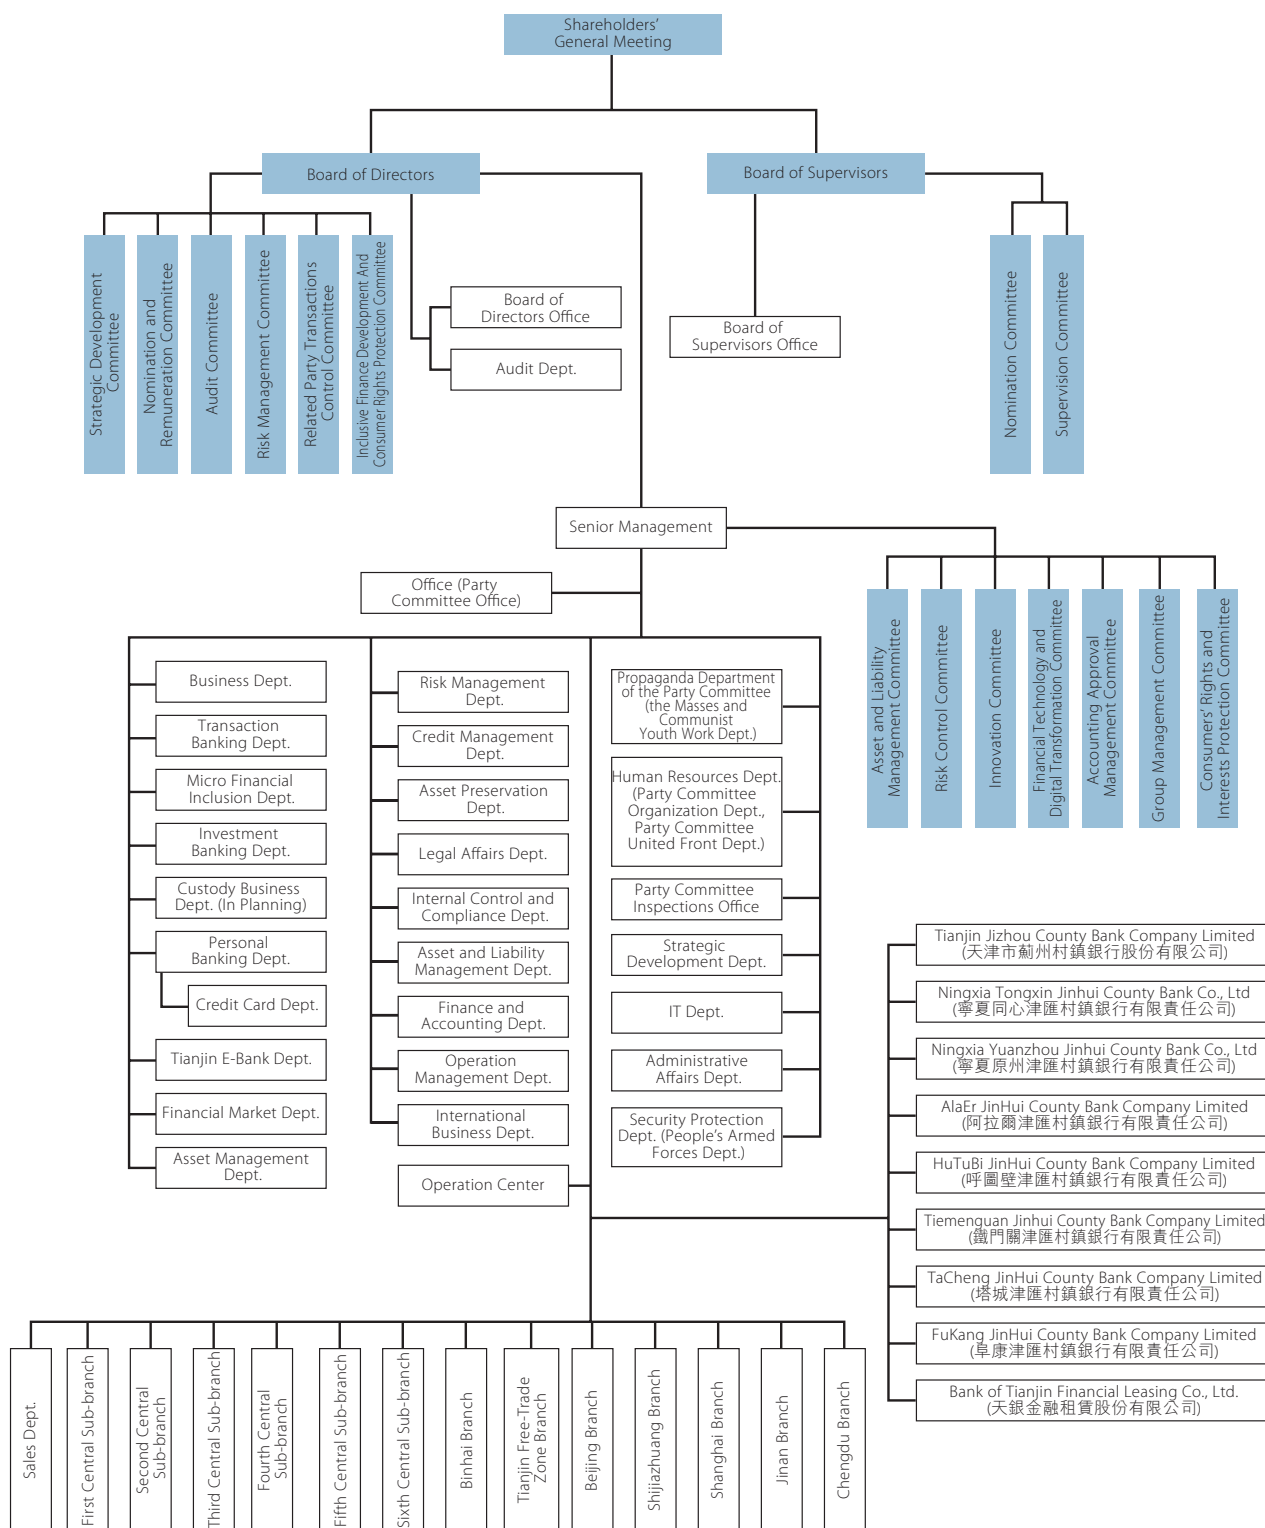 Shareholders'
General Meeting
Board of Directors
Board of Supervisors
Strategic Development
Committee
Nomination and
Remuneration Committee
Audit Committee
Risk Management Committee
Related Party Transactions
Control Committee
Inclusive Finance Development And
Consumer Rights Protection Committee
Board of
Directors Office
Audit Dept.
Board of
Supervisors Office
Nomination Committee
Supervision Committee
Senior Management
Office (Party
Committee Office)
Asset and Liability
Management Committee
Risk Control Committee
Innovation Committee
Financial Technology and
Digital Transformation Committee
Accounting Approval
Management Committee
Group Management Committee
Consumers' Rights and
Interests Protection Committee
Business Dept.
Transaction
Banking Dept.
Micro Financial
Inclusion Dept.
Investment
Banking Dept.
Custody Business
Dept. (In Planning)
Personal
Banking Dept.
Credit Card Dept.
Tianjin E-Bank Dept.
Financial Market Dept.
Asset Management
Dept.
Risk Management
Dept.
Credit Management
Dept.
Asset Preservation
Dept.
Legal Affairs Dept.
Internal Control and
Compliance Dept.
Asset and Liability
Management Dept.
Finance and
Accounting Dept.
Operation
Management Dept.
International
Business Dept.
Operation Center
Propaganda Department
of the Party Committee
(the Masses and
Communist
Youth Work Dept.)
Human Resources Dept.
(Party Committee
Organization Dept.,
Party Committee
United Front Dept.)
Party Committee
Inspections Office
Strategic
Development Dept.
IT Dept.
Administrative
Affairs Dept.
Security Protection
Dept. (People's Armed
Forces Dept.)
Tianjin Jizhou County Bank Company Limited
(天津市薊州村鎮銀行股份有限公司)
Ningxia Tongxin Jinhui County Bank Co., Ltd
(寧夏同心津匯村鎮銀行有限責任公司)
Ningxia Yuanzhou Jinhui County Bank Co., Ltd
(寧夏原州津匯村鎮銀行有限責任公司)
AlaEr JinHui County Bank Company Limited
(阿拉爾津匯村鎮銀行有限責任公司)
HuTuBi JinHui County Bank Company Limited
(呼圖壁津匯村鎮銀行有限責任公司)
Tiemenguan Jinhui County Bank Company Limited
(鐵門關津匯村鎮銀行有限責任公司)
TaCheng JinHui County Bank Company Limited
(塔城津匯村鎮銀行有限責任公司)
FuKang JinHui County Bank Company Limited
(阜康津匯村鎮銀行有限責任公司)
Bank of Tianjin Financial Leasing Co., Ltd.
(天銀金融租賃股份有限公司)
Sales Dept.
First Central Sub-branch
Second Central
Sub-branch
Third Central Sub-branch
Fourth Central
Sub-branch
Fifth Central Sub-branch
Sixth Central Sub-branch
Binhai Branch
Tianjin Free-Trade
Zone Branch
Beijing Branch
Shijiazhuang Branch
Shanghai Branch
Jinan Branch
Chengdu Branch